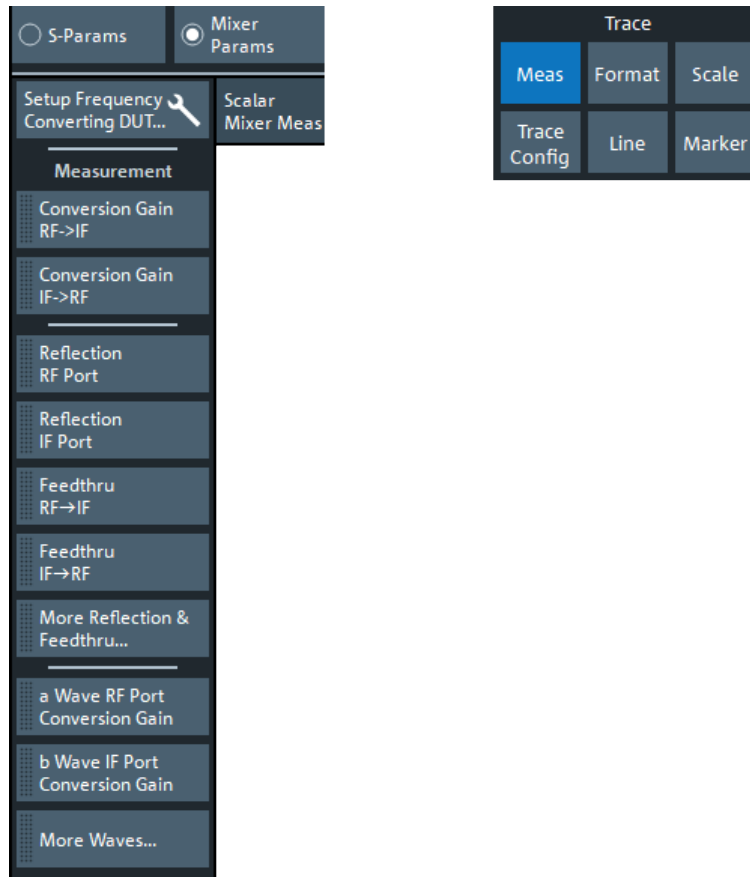 S-Params
Mixer
Params
Setup Frequency
Converting DUT...
Scalar
Mixer Meas
Measurement
Conversion Gain
RF->IF
Conversion Gain
IF->RF
Reflection
RF Port
Reflection
IF Port
Feedthru
RF→IF
Feedthru
IF→RF
More Reflection &
Feedthru...
a Wave RF Port
Conversion Gain
b Wave IF Port
Conversion Gain
More Waves...
Trace
Meas
Format
Scale
Trace
Config
Line
Marker